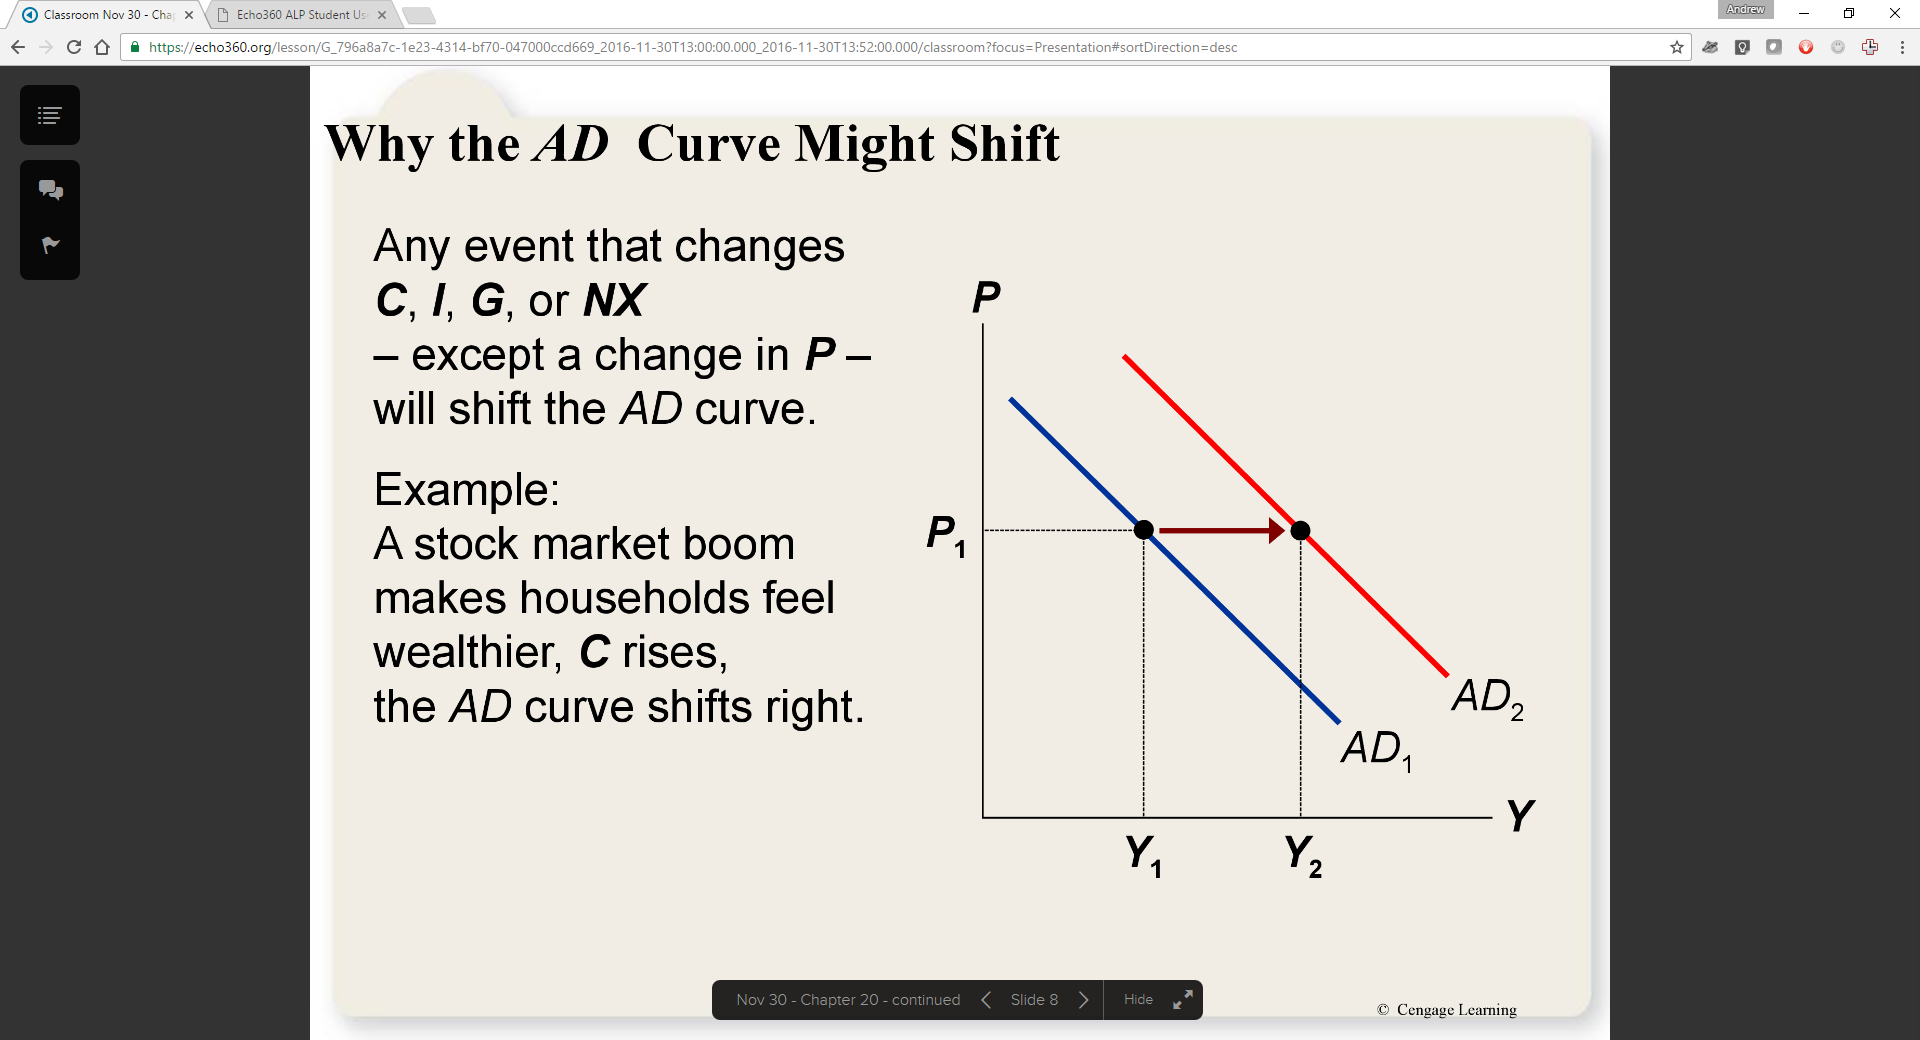 Classroom Nov 30 - Cha
Echo360 ALP Student Us
Andrew
https://echo360.org/lesson/G_796a8a7c-1e23-4314-bf70-047000ccd669_2016-11-30T13:00:00.000_2016-11-30T13:52:00.000/classroom?focus=Presentation#sortDirection=desc
Why the AD Curve Might Shift
Any event that changes
C, I, G, or NX
– except a change in P –
will shift the AD curve.
Example:
A stock market boom
makes households feel
wealthier, C rises,
the AD curve shifts right.
P
P1
AD2
AD1
Y
Y1
Y2
Nov 30 - Chapter 20 - continued
Slide 8
Hide
© Cengage Learning